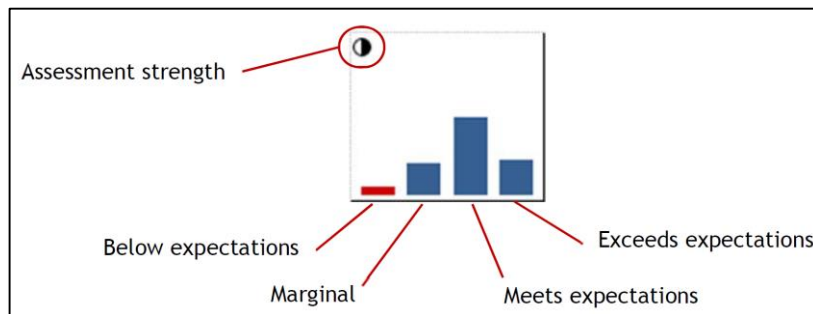 Assessment strength
Below expectations
Exceeds expectations
Marginal
Meets expectations